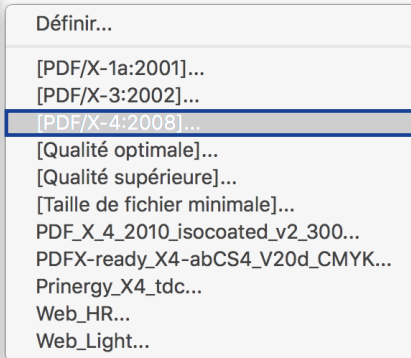 Définir...
[PDF/X-1a:2001]...
[PDF/X-3:2002]...
[PDF/X-4:2008]...
[Qualité optimale]...
[Qualité supérieure]...
[Taille de fichier minimale]...
PDF_X_4_2010_isocoated_v2_300...
PDFX-ready_X4-abCS4_V20d_CMYK...
Prinergy_X4_tdc...
Web_HR...
Web_Light...